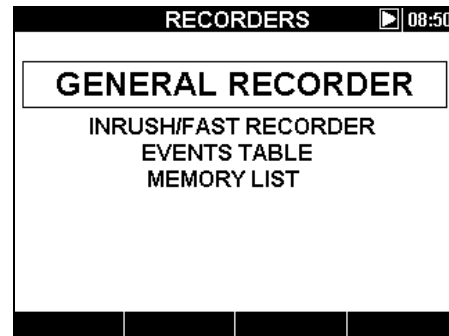 RECORDERS 08:50
GENERAL RECORDER
INRUSH/FAST RECORDER
EVENTS TABLE
MEMORY LIST